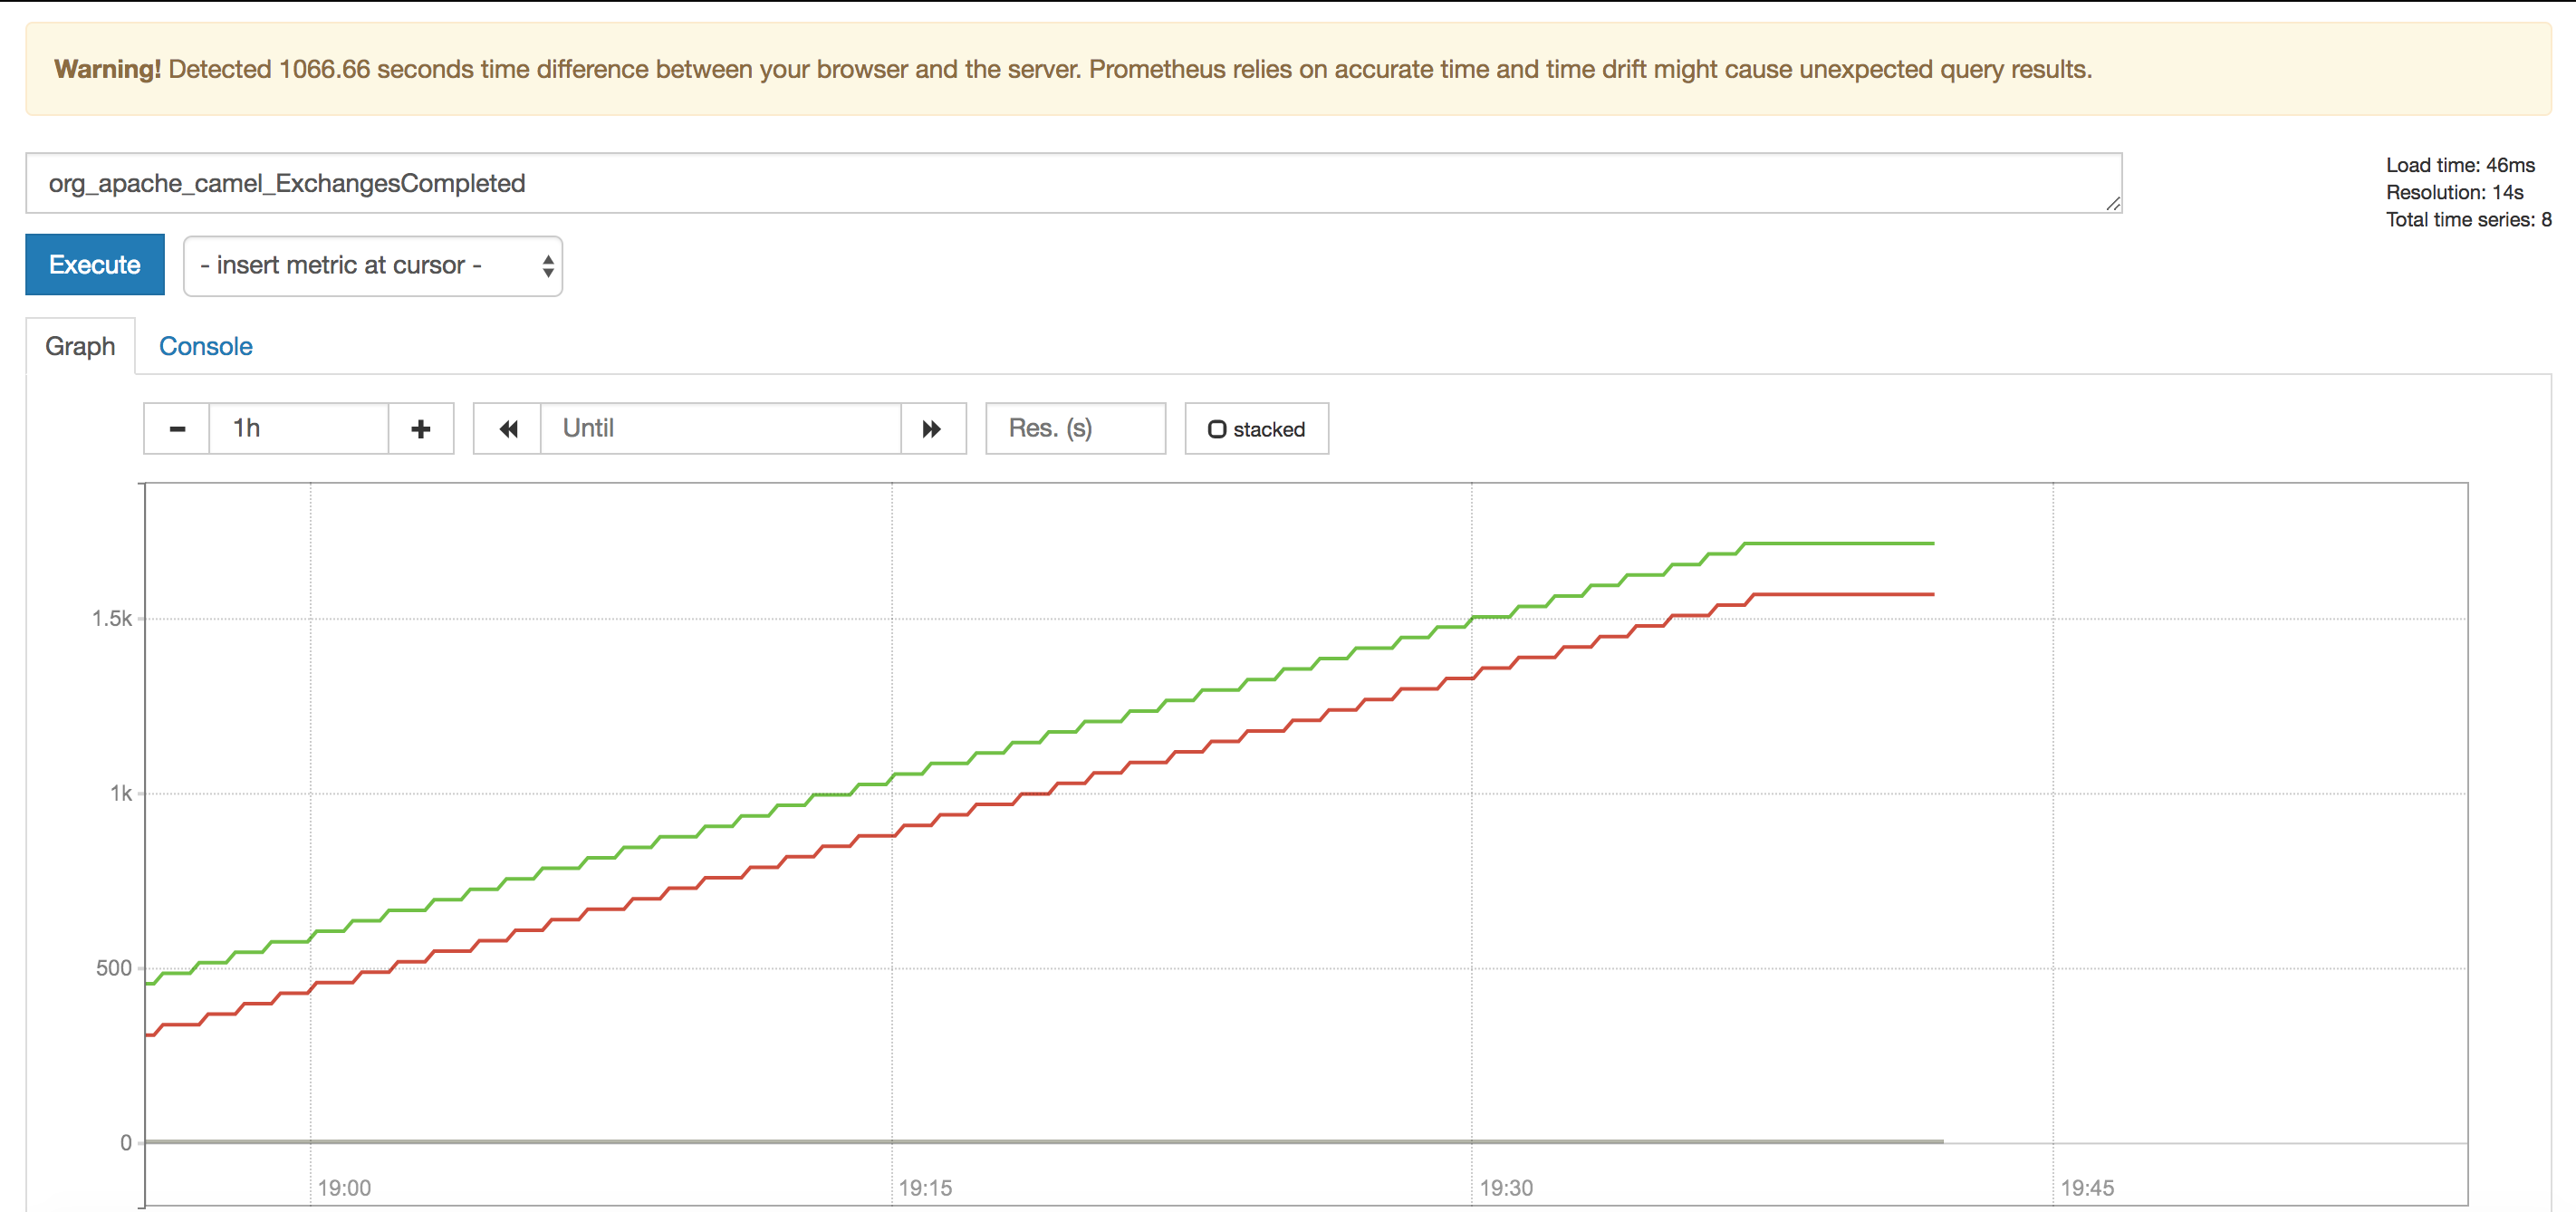 Warning! Detected 1066.66 seconds time difference between your browser and the server. Prometheus relies on accurate time and time drift might cause unexpected query results.
org_apache_camel_ExchangesCompleted
Load time: 46ms
Resolution: 14s
Total time series: 8
Execute
- insert metric at cursor -
Graph
Console
1h
Until
Res. (s)
stacked
1.5k
1k
500
0
19:00
19:15
19:30
19:45